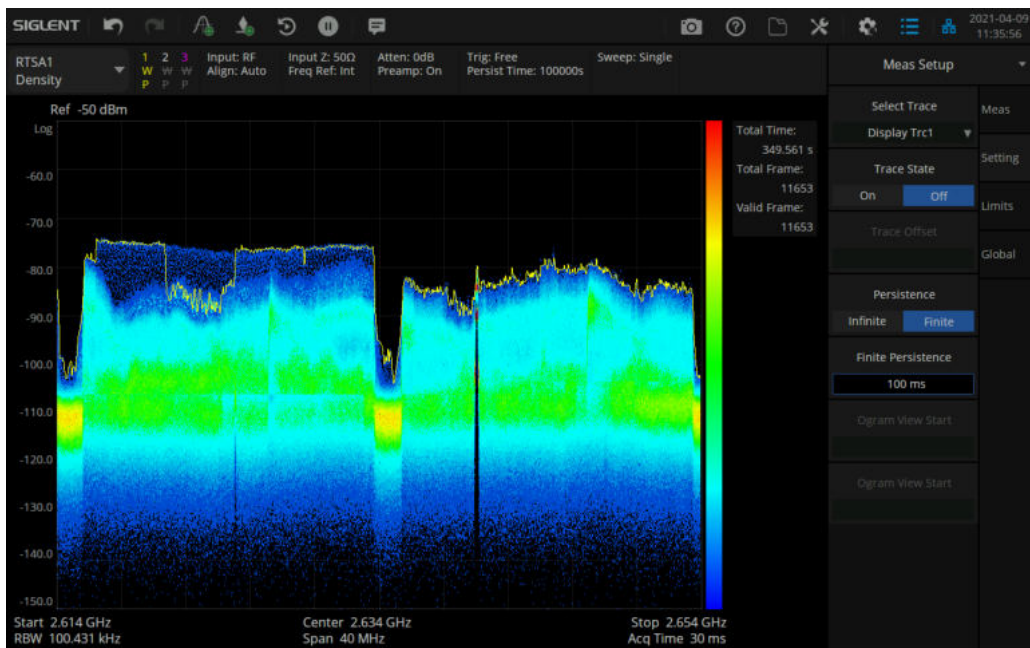 SIGLENT
2021-04-09
11:35:56
RTSA1
Density
1 2 3
W W W
P P P
Input: RF
Align: Auto
Input Z: 50Ω
Freq Ref: Int
Atten: 0dB
Preamp: On
Trig: Free
Persist Time: 100000s
Sweep: Single
Ref -50 dBm
Log
-60.0
-70.0
-80.0
-90.0
-100.0
-110.0
-120.0
-130.0
-140.0
-150.0
Total Time:
349.561 s
Total Frame:
11653
Valid Frame:
11653
Start 2.614 GHz
RBW 100.431 kHz
Center 2.634 GHz
Span 40 MHz
Stop 2.654 GHz
Acq Time 30 ms
Meas Setup
Select Trace
Display Trc1
Trace State
On Off
Trace Offset
Persistence
Infinite Finite
Finite Persistence
100 ms
Ogram View Start
Ogram View Start
Meas
Setting
Limits
Global